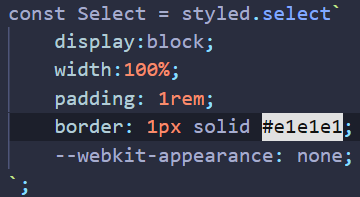 const Select = styled.select`
display:block;
width:100%;
padding: 1rem;
border: 1px solid #e1e1e1;
--webkit-appearance: none;
`;